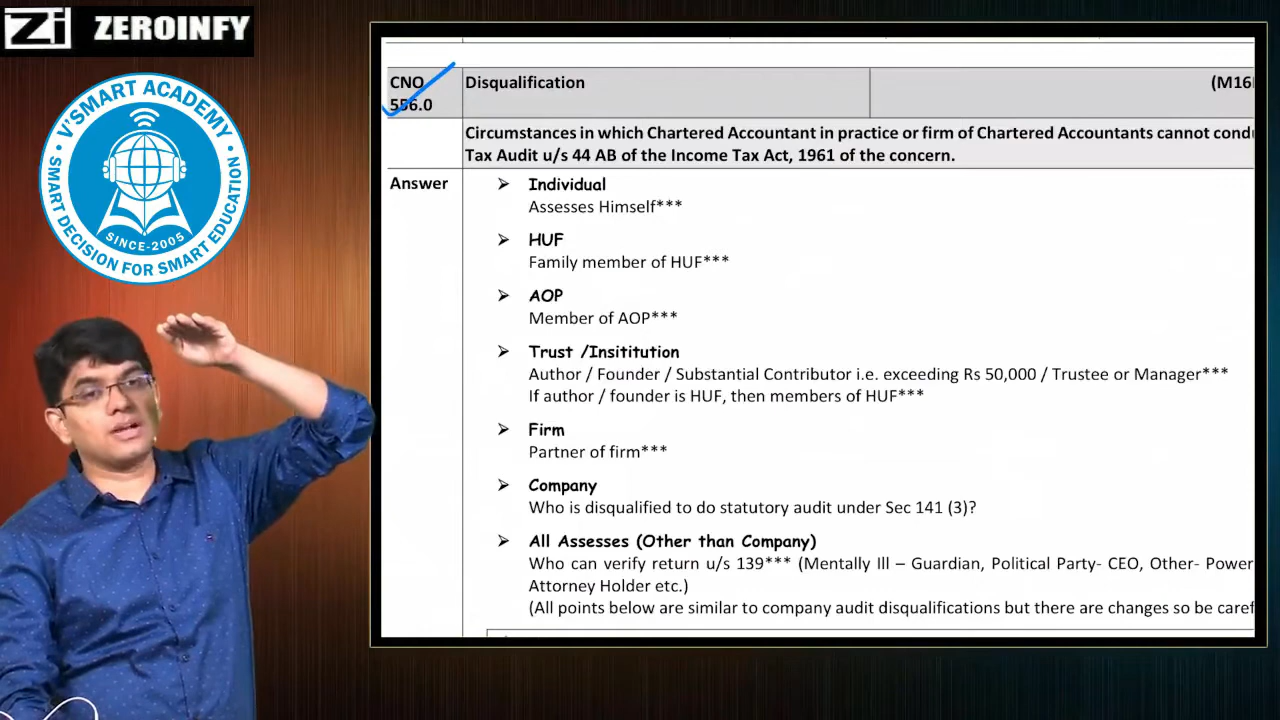 Zi ZEROINFY
V'SMART ACADEMY
SINCE-2005
SMART DECISION FOR SMART EDUCATION
CNO
556.0
Disqualification
(M16
Circumstances in which Chartered Accountant in practice or firm of Chartered Accountants cannot cond
Tax Audit u/s 44 AB of the Income Tax Act, 1961 of the concern.
Answer
➢ Individual
Assesses Himself***
➢ HUF
Family member of HUF***
➢ AOP
Member of AOP***
➢ Trust /Insititution
Author / Founder / Substantial Contributor i.e. exceeding Rs 50,000 / Trustee or Manager***
If author / founder is HUF, then members of HUF***
➢ Firm
Partner of firm***
➢ Company
Who is disqualified to do statutory audit under Sec 141 (3)?
➢ All Assesses (Other than Company)
Who can verify return u/s 139*** (Mentally Ill – Guardian, Political Party- CEO, Other- Power
Attorney Holder etc.)
(All points below are similar to company audit disqualifications but there are changes so be caref